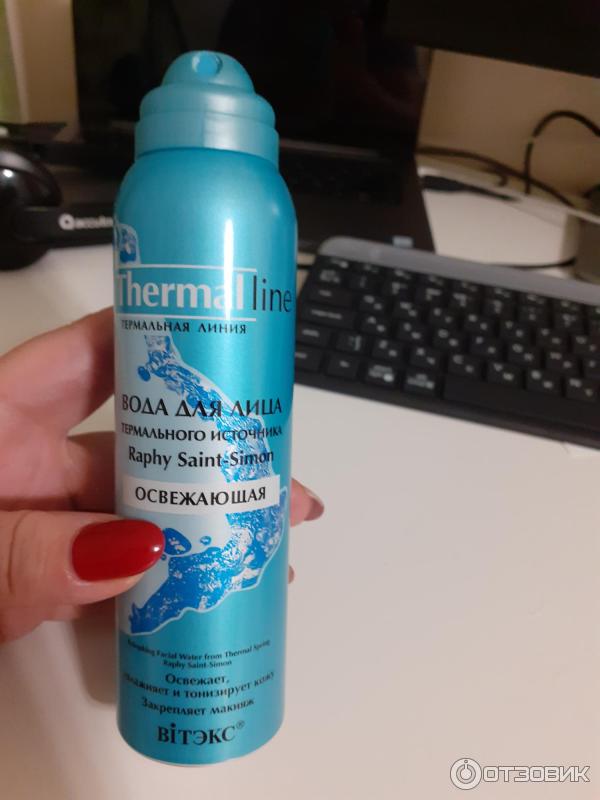 Thermal line
ТЕРМАЛЬНАЯ ЛИНИЯ
ВОДА ДЛЯ ЛИЦА
ТЕРМАЛЬНОГО ИСТОЧНИКА
Raphy Saint-Simon
ОСВЕЖАЮЩАЯ
Facial Water from Thermal Spring
Raphy Saint-Simon
Освежает,
увлажняет и тонизирует кожу
Закрепляет макияж
ВIТЭКС®
ОТЗОВИК